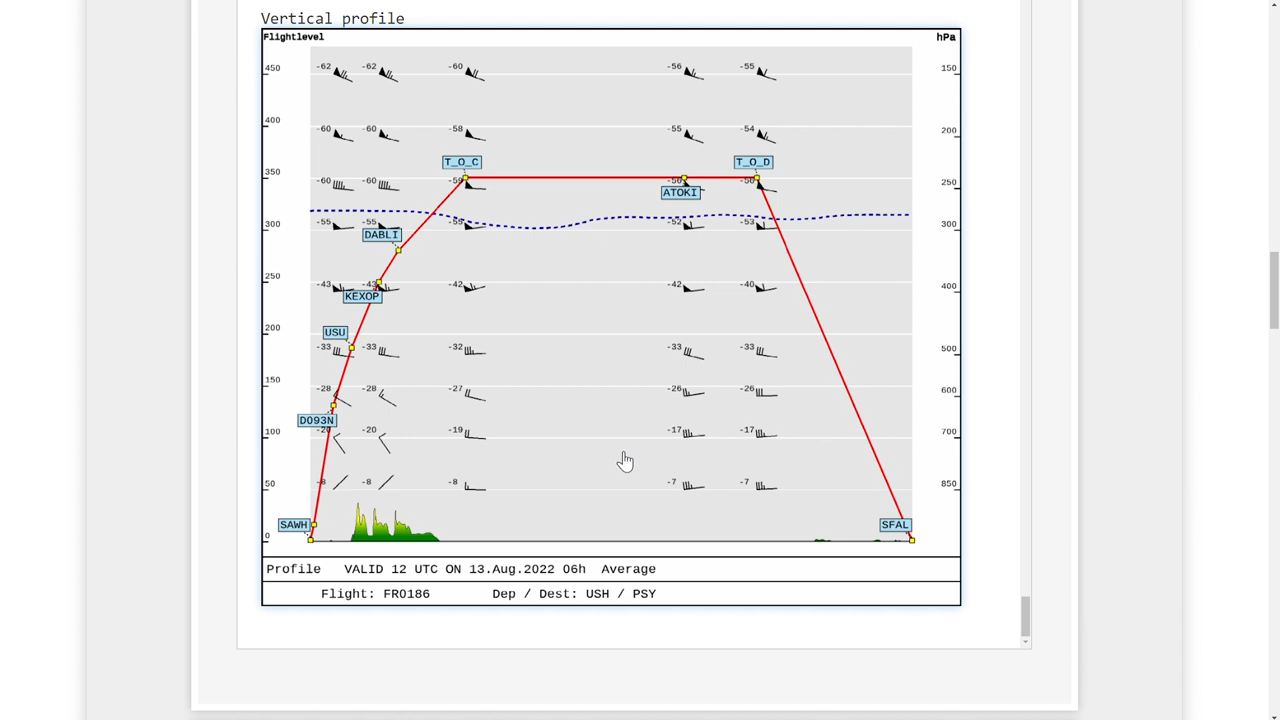 Vertical profile
Flightlevel hPa
-62 -62 -60 -56 -55
450 150
400 200
-60 -60 -58 -55 -54
T_O_C T_O_D
350 -60 -60 -59 250
ATOKI
300 -55 -55 -55 -52 -53 300
DABLI
250 -43 -43 -42 -42 -40 400
KEXOP
USU
200
-33 -33 -32 -33 -33 500
150
-28 -28 -27 -26 -26 600
D093N
100 -20 -19 -17 -17 700
50 -8 -8 -8 -7 -7 850
SAWH SFAL
0
Profile VALID 12 UTC ON 13.Aug.2022 06h Average
Flight: FR0186 Dep / Dest: USH / PSY